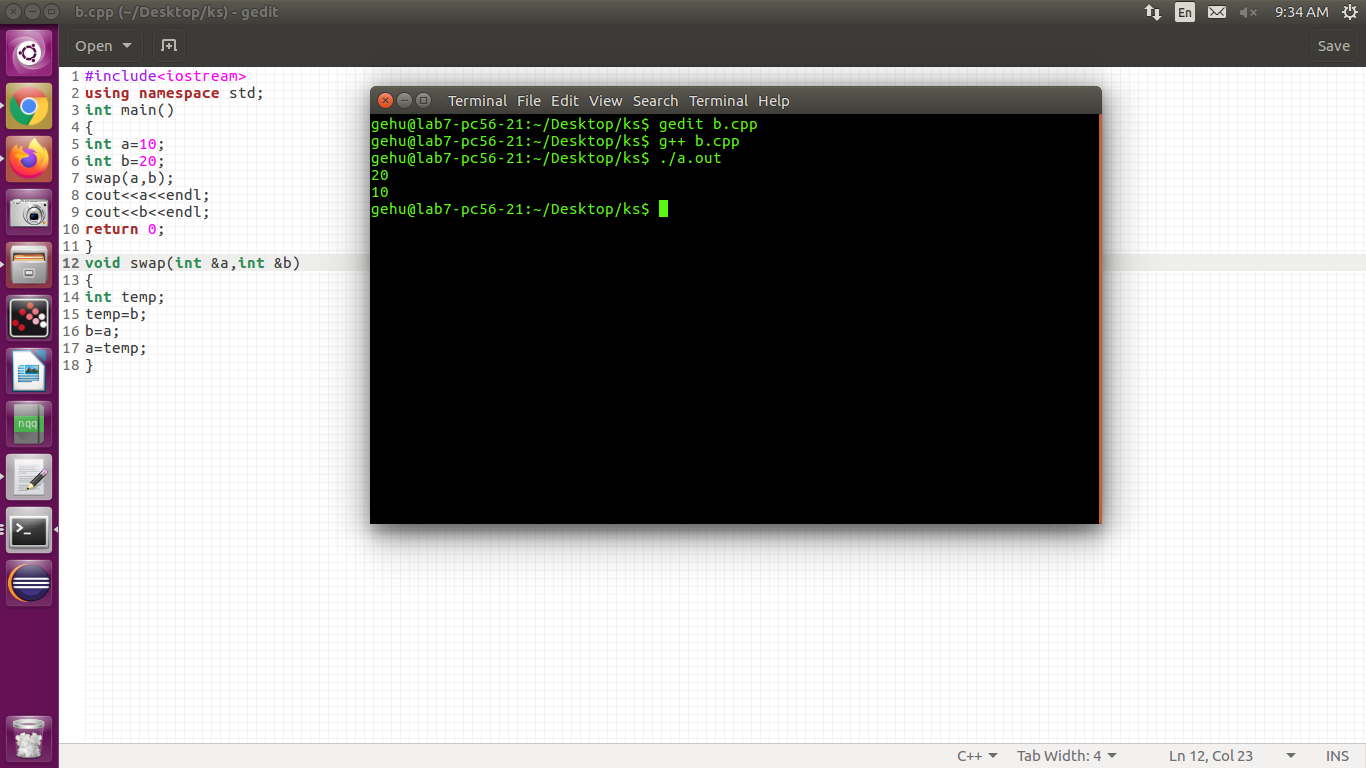 b.cpp (~/Desktop/ks) - gedit
En
9:34 AM
Open
Save
1 #include<iostream>
2 using namespace std;
3 int main()
4 {
5 int a=10;
6 int b=20;
7 swap(a,b);
8 cout<<a<<endl;
9 cout<<b<<endl;
10 return 0;
11 }
12 void swap(int &a,int &b)
13 {
14 int temp;
15 temp=b;
16 b=a;
17 a=temp;
18 }
Terminal File Edit View Search Terminal Help
gehu@lab7-pc56-21:~/Desktop/ks$ gedit b.cpp
gehu@lab7-pc56-21:~/Desktop/ks$ g++ b.cpp
gehu@lab7-pc56-21:~/Desktop/ks$ ./a.out
20
10
gehu@lab7-pc56-21:~/Desktop/ks$
nqq
>_
C++ Tab Width: 4 Ln 12, Col 23 INS